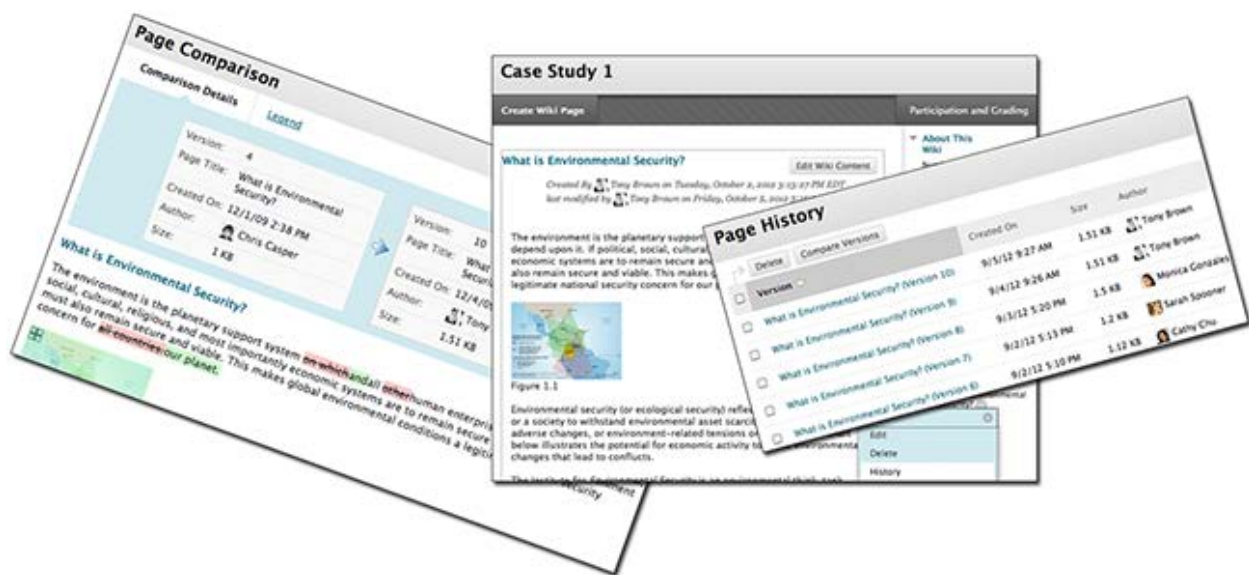 Page Comparison
Comparison Details
Legend
Version: 4
Page Title: What is Environmental
Security?
Created On: 12/1/09 2:38 PM
Author: Chris Casper
Size: 1 KB
Version: 10
Page Title:
Created On:
Author: Tony
Size: 1.51 KB
What is Environmental Security?
The environment is the planetary support system on whichandall otherhuman
social, cultural, religious, and most importantly economic systems are to remain secure
must also remain secure and viable. This makes global environmental conditions a
concern for all countries.our planet.
Case Study 1
Create Wiki Page
Participation and Grading
About This
Wiki
What is Environmental Security?
Edit Wiki Content
Created By Tony Brown on Tuesday, October 2, 2012 3:13:27 PM EDT
last modified by Tony Brown on Friday, October 5, 2012
The environment is the planetary support
depend upon it. If political, social, cultural,
economic systems are to remain secure and
also remain secure and viable. This makes
legitimate national security concern for our
Figure 1.1
Environmental security (or ecological security)
or a society to withstand environmental asset
adverse changes, or environment-related tensions
below illustrates the potential for economic activity
changes that lead to conflicts.
Page History
Delete
Compare Versions
Version
Created On
Size
Author
What is Environmental Security? (Version 10) 9/5/12 9:27 AM 1.51 KB Tony Brown
What is Environmental Security? (Version 9) 9/4/12 9:26 AM 1.51 KB Tony Brown
What is Environmental Security? (Version 8) 9/3/12 5:20 PM 1.5 KB Monica Gonzales
What is Environmental Security? (Version 7) 9/2/12 5:13 PM 1.2 KB Sarah Spooner
What is Environmental Security? (Version 6) 9/2/12 5:10 PM 1.12 KB Cathy Chu
Edit
Delete
History